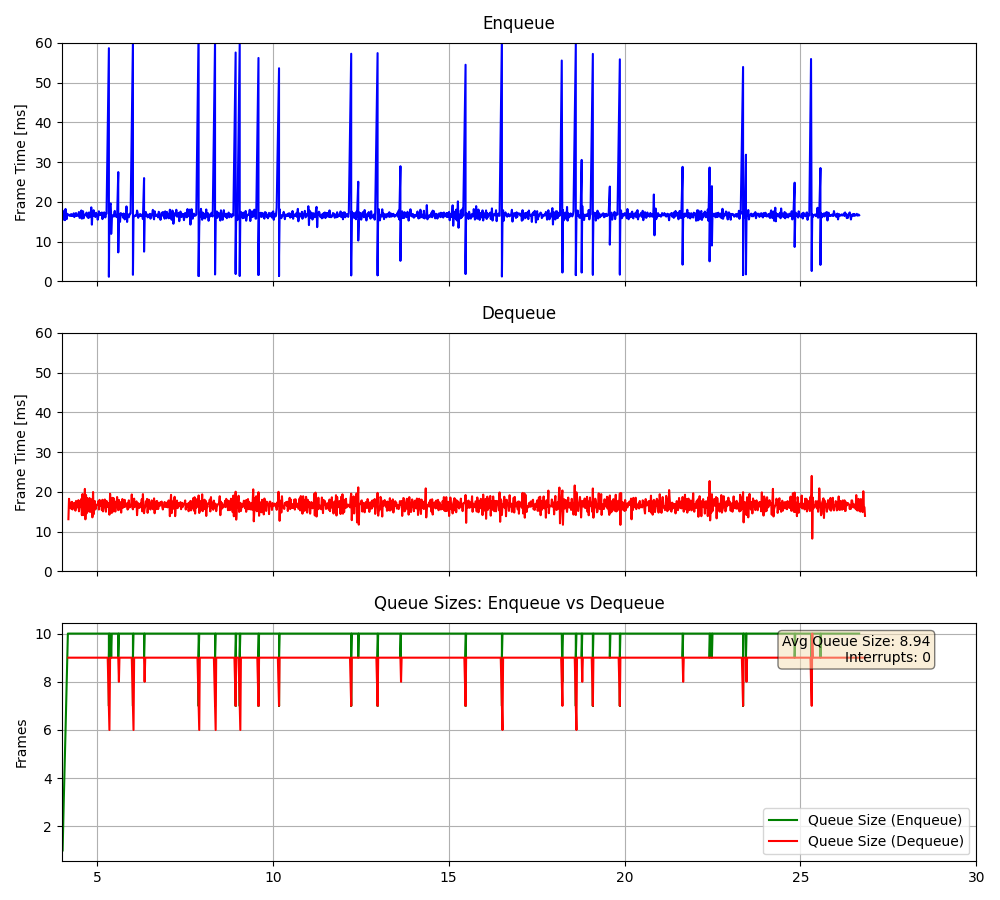 Enqueue
Frame Time [ms]
60
50
40
30
20
10
0
Dequeue
Frame Time [ms]
60
50
40
30
20
10
0
Queue Sizes: Enqueue vs Dequeue
Frames
10
8
6
4
2
Avg Queue Size: 8.94
Interrupts: 0
Queue Size (Enqueue)
Queue Size (Dequeue)
5 10 15 20 25 30